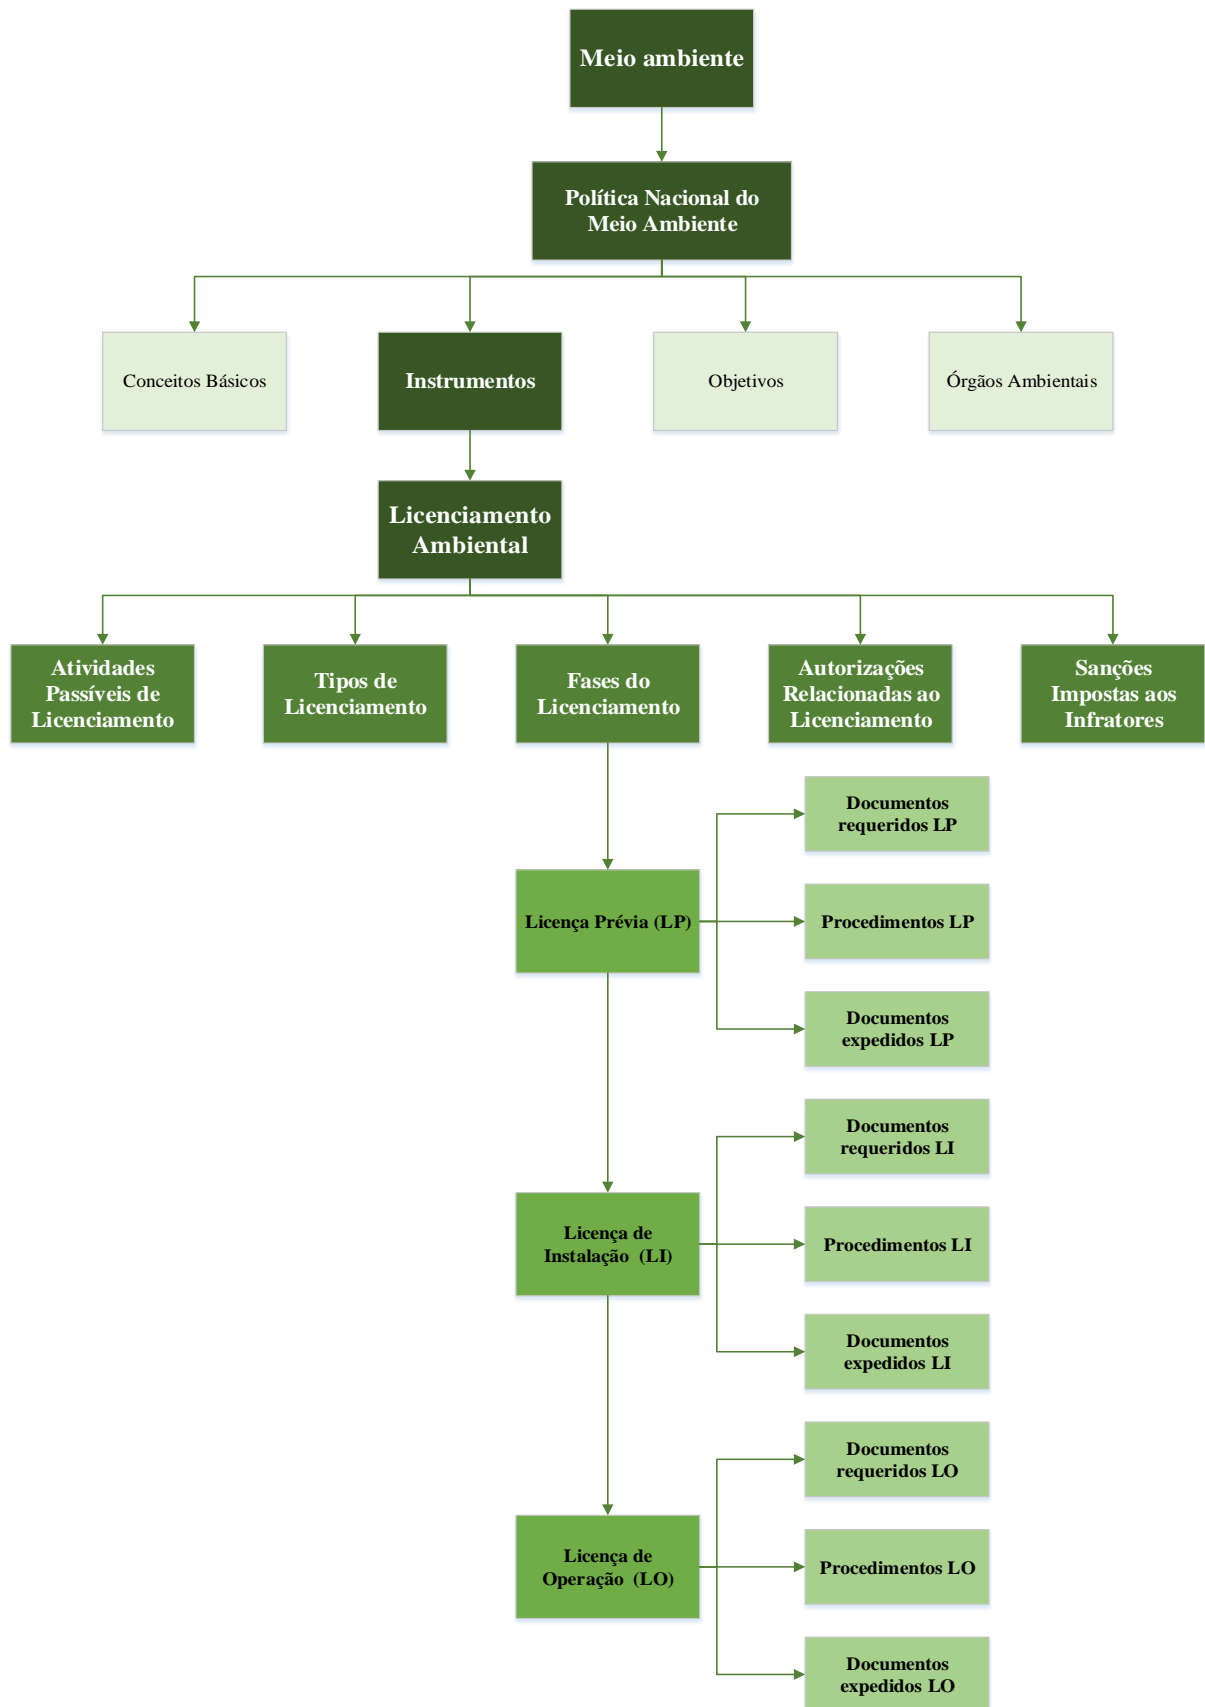 Meio ambiente
Política Nacional do
Meio Ambiente
Conceitos Básicos
Instrumentos
Objetivos
Órgãos Ambientais
Licenciamento
Ambiental
Atividades
Passíveis de
Licenciamento
Tipos de
Licenciamento
Fases do
Licenciamento
Autorizações
Relacionadas ao
Licenciamento
Sanções
Impostas aos
Infratores
Documentos
requeridos LP
Licença Prévia (LP)
Procedimentos LP
Documentos
expedidos LP
Documentos
requeridos LI
Licença de
Instalação  (LI)
Procedimentos LI
Documentos
expedidos LI
Documentos
requeridos LO
Licença de
Operação  (LO)
Procedimentos LO
Documentos
expedidos LO